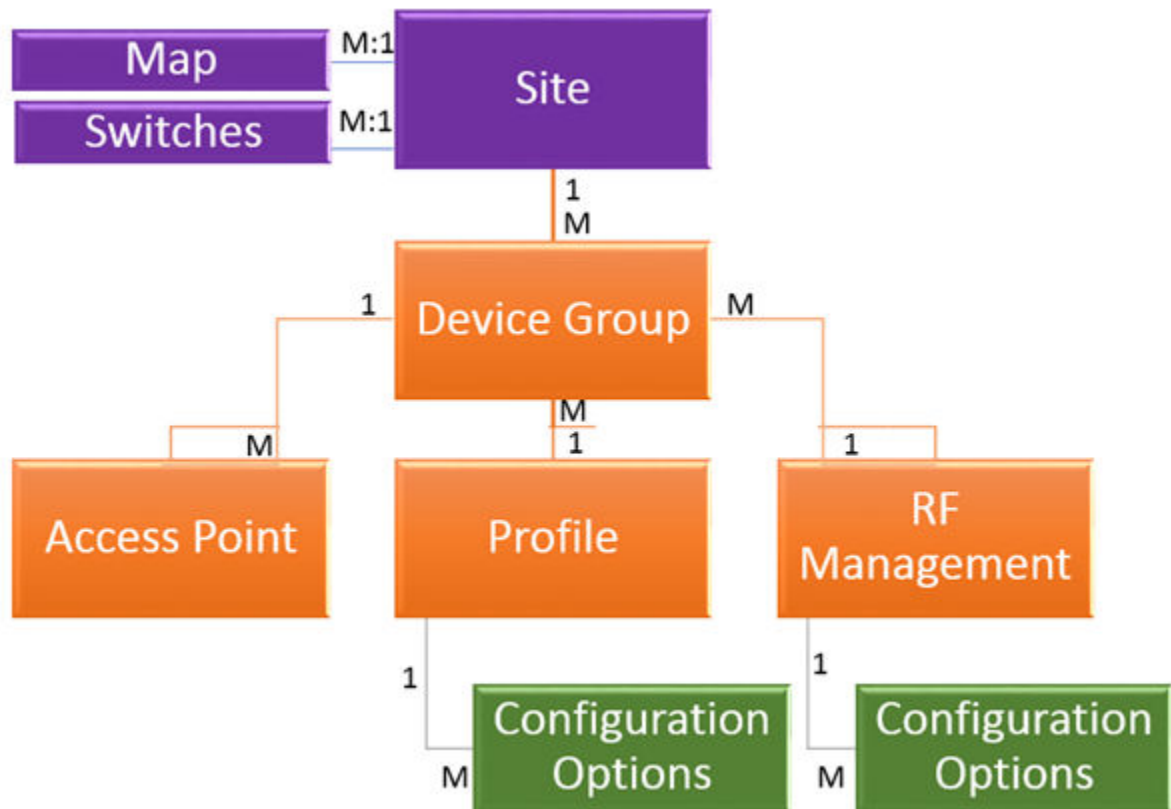 Map
M:1
Site
Switches
M:1
1
M
1
Device Group
M
M
M
1
1
Access Point
Profile
RF
Management
1
1
Configuration
Options
M
Configuration
Options
M